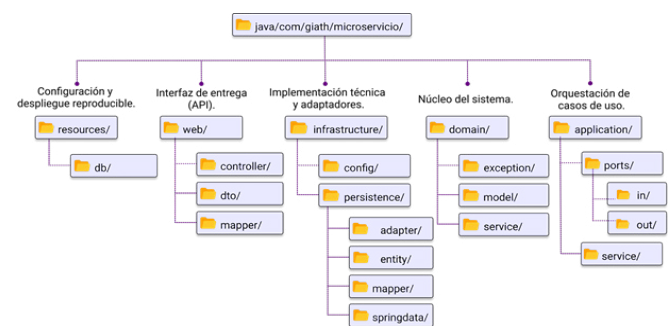 java/com/giath/microservicio/
Configuración y
despliegue reproducible.
resources/
db/
Interfaz de entrega
(API).
web/
controller/
dto/
mapper/
Implementación técnica
y adaptadores.
infrastructure/
config/
persistence/
adapter/
entity/
mapper/
springdata/
Núcleo del sistema.
domain/
exception/
model/
service/
Orquestación de
casos de uso.
application/
ports/
in/
out/
service/